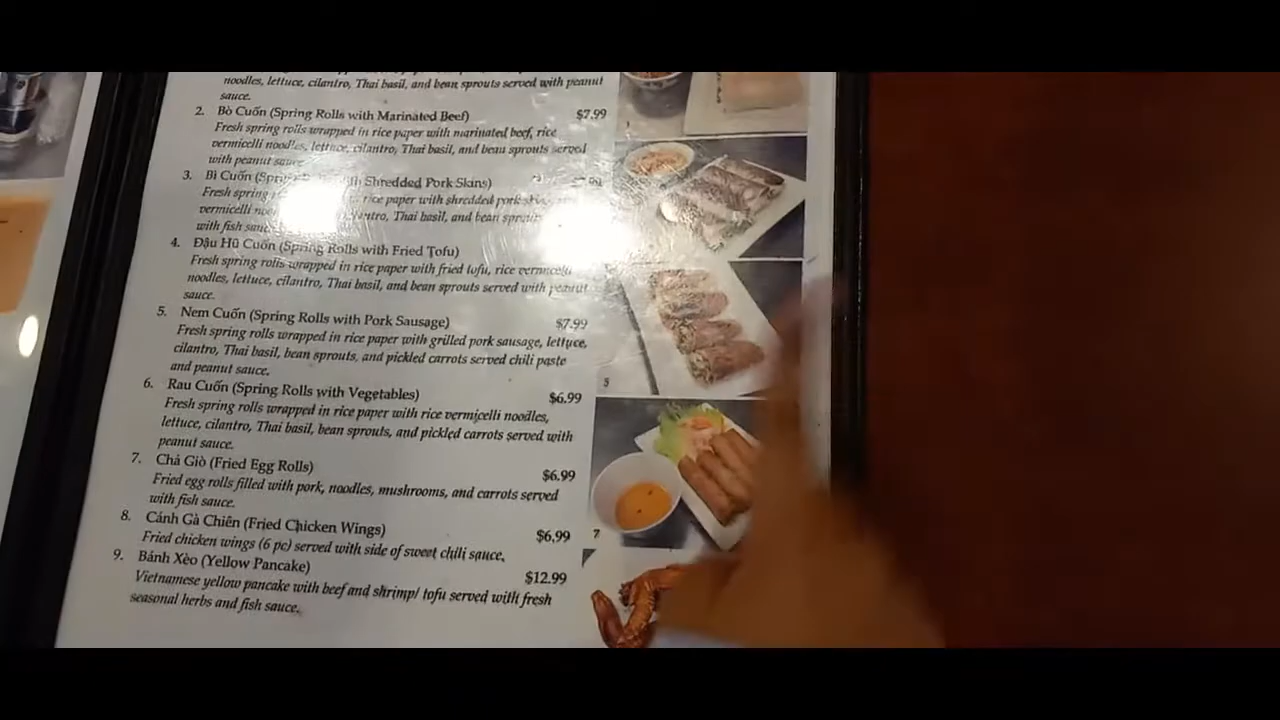 noodles, lettuce, cilantro, Thai basil, and bean sprouts served with peanut
sauce.
2. Bò Cuốn (Spring Rolls with Marinated Beef) $7.99
Fresh spring rolls wrapped in rice paper with marinated beef, rice
vermicelli noodles, lettuce, cilantro, Thai basil, and bean sprouts served
with peanut sauce
3. Bì Cuốn (Spring with Shredded Pork Skins)
Fresh spring rice paper with shredded pork
vermicelli Thai basil, and bean sprouts
with fish sauce
4. Đậu Hũ Cuốn (Spring Rolls with Fried Tofu)
Fresh spring rolls wrapped in rice paper with fried tofu, rice vermicelli
noodles, lettuce, cilantro, Thai basil, and bean sprouts served with peanut
sauce.
5. Nem Cuốn (Spring Rolls with Pork Sausage) $7.99
Fresh spring rolls wrapped in rice paper with grilled pork sausage, lettuce,
cilantro, Thai basil, bean sprouts, and pickled carrots served chili paste
and peanut sauce.
6. Rau Cuốn (Spring Rolls with Vegetables) $6.99
Fresh spring rolls wrapped in rice paper with rice vermicelli noodles,
lettuce, cilantro, Thai basil, bean sprouts, and pickled carrots served with
peanut sauce.
7. Chả Giò (Fried Egg Rolls) $6.99
Fried egg rolls filled with pork, noodles, mushrooms, and carrots served
with fish sauce.
8. Cánh Gà Chiên (Fried Chicken Wings) $6.99
Fried chicken wings (6 pc) served with side of sweet chili sauce.
9. Bánh Xèo (Yellow Pancake) $12.99
Vietnamese yellow pancake with beef and shrimp/ tofu served with fresh
seasonal herbs and fish sauce.
5
7